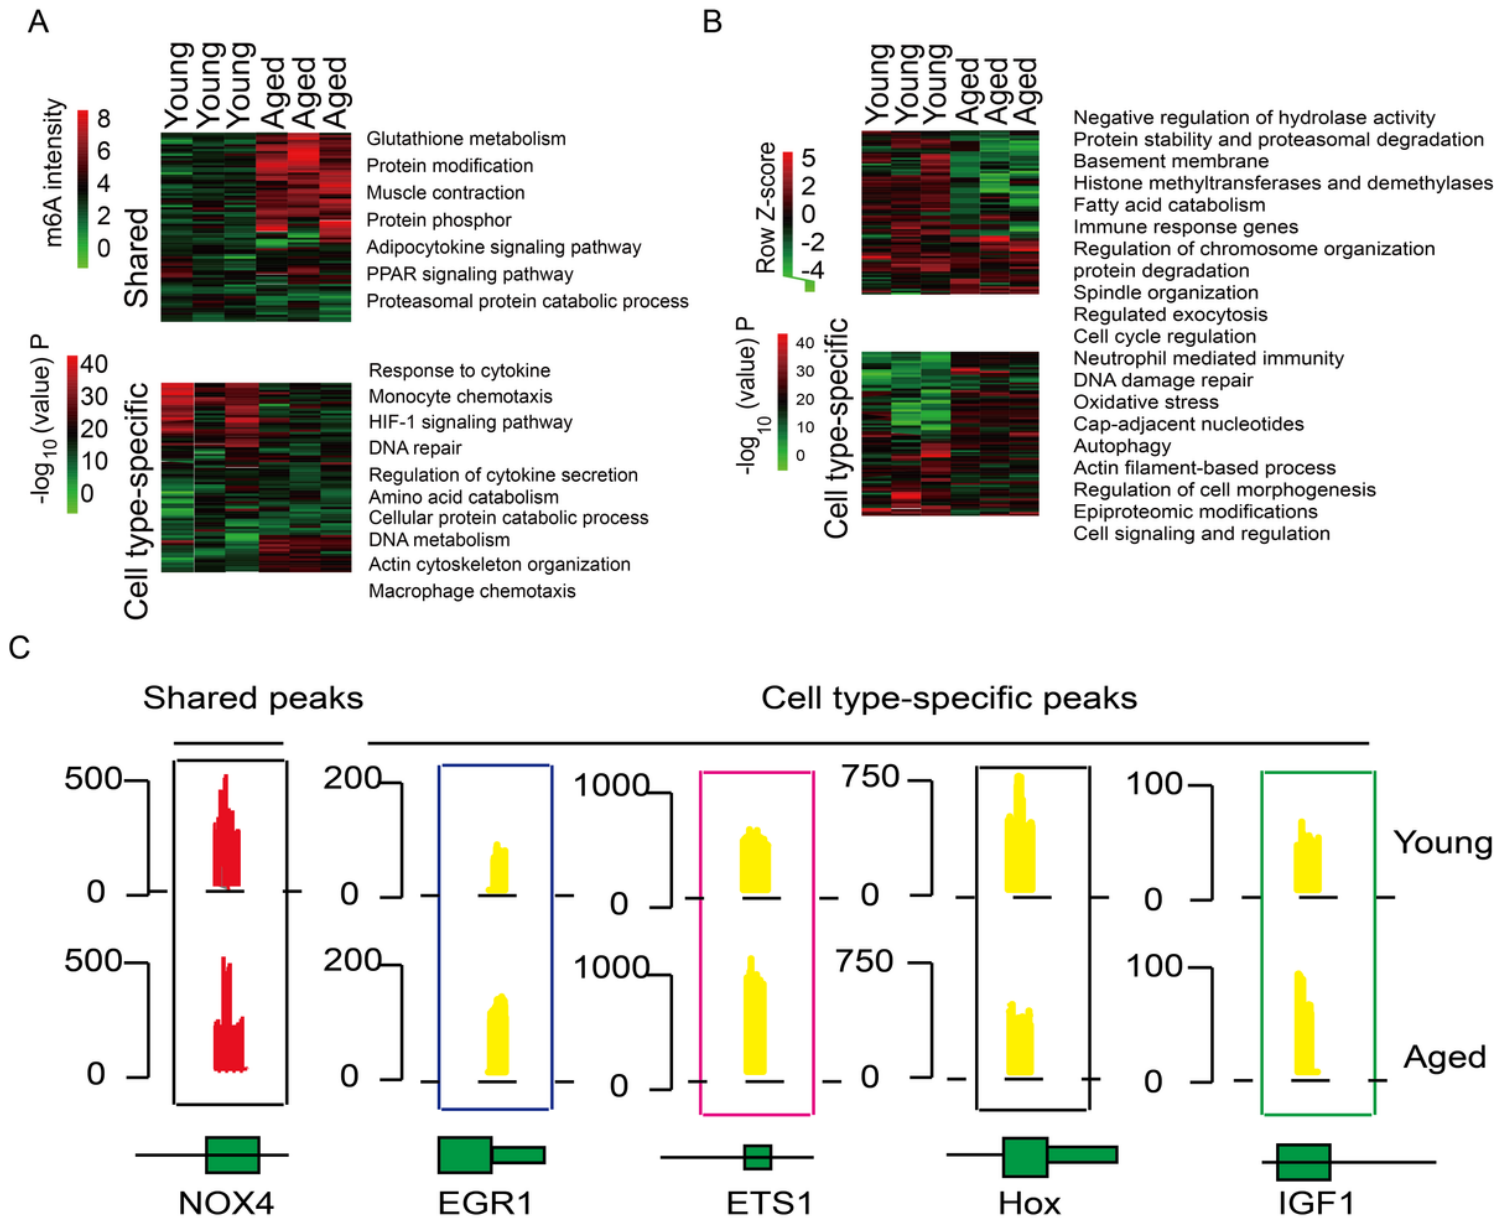 A
Young
Young
Young
Aged
Aged
Aged
m6A intensity
8
6
4
2
0
Shared
Glutathione metabolism
Protein modification
Muscle contraction
Protein phosphor
Adipocytokine signaling pathway
PPAR signaling pathway
Proteasomal protein catabolic process
-log10 (value) P
40
30
20
10
0
Cell type-specific
Response to cytokine
Monocyte chemotaxis
HIF-1 signaling pathway
DNA repair
Regulation of cytokine secretion
Amino acid catabolism
Cellular protein catabolic process
DNA metabolism
Actin cytoskeleton organization
Macrophage chemotaxis
B
Young
Young
Young
Aged
Aged
Aged
Row Z-score
5
2
0
-2
-4
-log10 (value) P
40
30
20
10
0
Cell type-specific
Negative regulation of hydrolase activity
Protein stability and proteasomal degradation
Basement membrane
Histone methyltransferases and demethylases
Fatty acid catabolism
Immune response genes
Regulation of chromosome organization
protein degradation
Spindle organization
Regulated exocytosis
Cell cycle regulation
Neutrophil mediated immunity
DNA damage repair
Oxidative stress
Cap-adjacent nucleotides
Autophagy
Actin filament-based process
Regulation of cell morphogenesis
Epiproteomic modifications
Cell signaling and regulation
C
Shared peaks
Cell type-specific peaks
500
0
200
0
1000
0
750
0
100
0
Young
500
0
200
0
1000
0
750
0
100
0
Aged
NOX4
EGR1
ETS1
Hox
IGF1